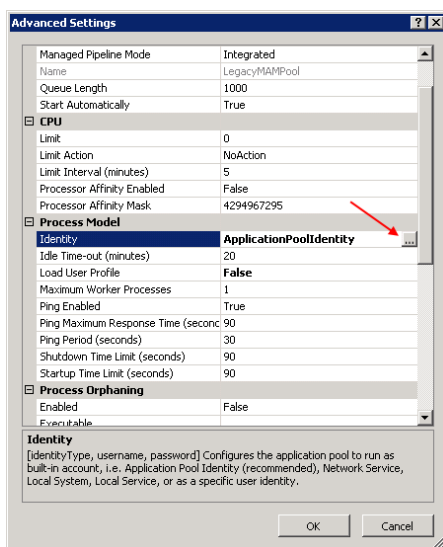 Advanced Settings
Managed Pipeline Mode Integrated
Name LegacyMAMPool
Queue Length 1000
Start Automatically True
CPU
Limit 0
Limit Action NoAction
Limit Interval (minutes) 5
Processor Affinity Enabled False
Processor Affinity Mask 4294967295
Process Model
Identity ApplicationPoolIdentity ...
Idle Time-out (minutes) 20
Load User Profile False
Maximum Worker Processes 1
Ping Enabled True
Ping Maximum Response Time (seconc 90
Ping Period (seconds) 30
Shutdown Time Limit (seconds) 90
Startup Time Limit (seconds) 90
Process Orphaning
Enabled False
Executable
Identity
[identityType, username, password] Configures the application pool to run as
built-in account, i.e. Application Pool Identity (recommended), Network Service,
Local System, Local Service, or as a specific user identity.
OK Cancel